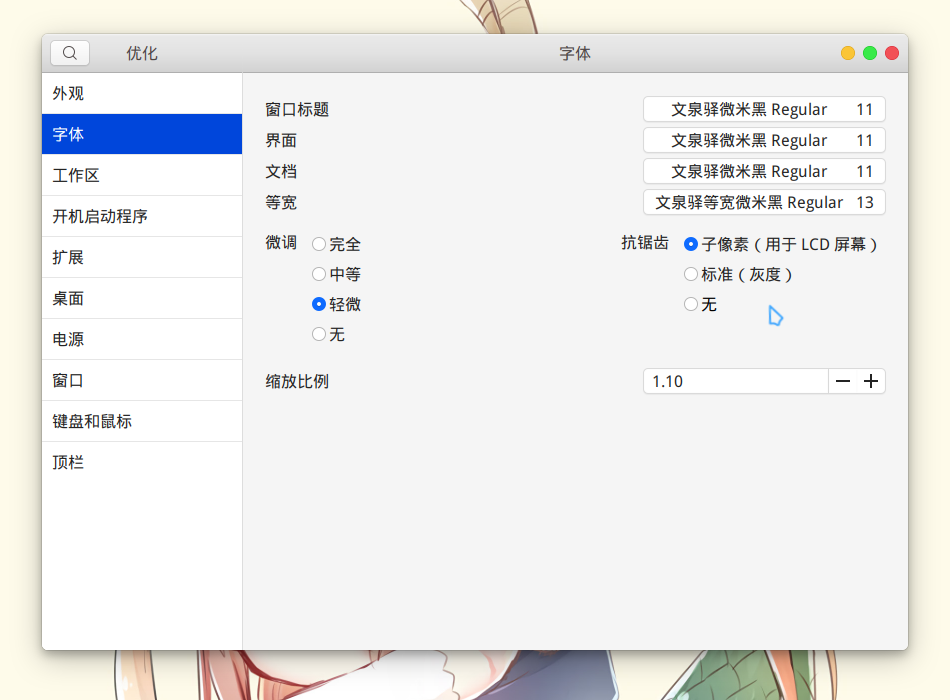 优化
字体
外观
字体
工作区
开机启动程序
扩展
桌面
电源
窗口
键盘和鼠标
顶栏
窗口标题 文泉驿微米黑 Regular 11
界面 文泉驿微米黑 Regular 11
文档 文泉驿微米黑 Regular 11
等宽 文泉驿等宽微米黑 Regular 13
微调 完全
中等
轻微
无
抗锯齿 子像素（用于 LCD 屏幕）
标准（灰度）
无
缩放比例 1.10